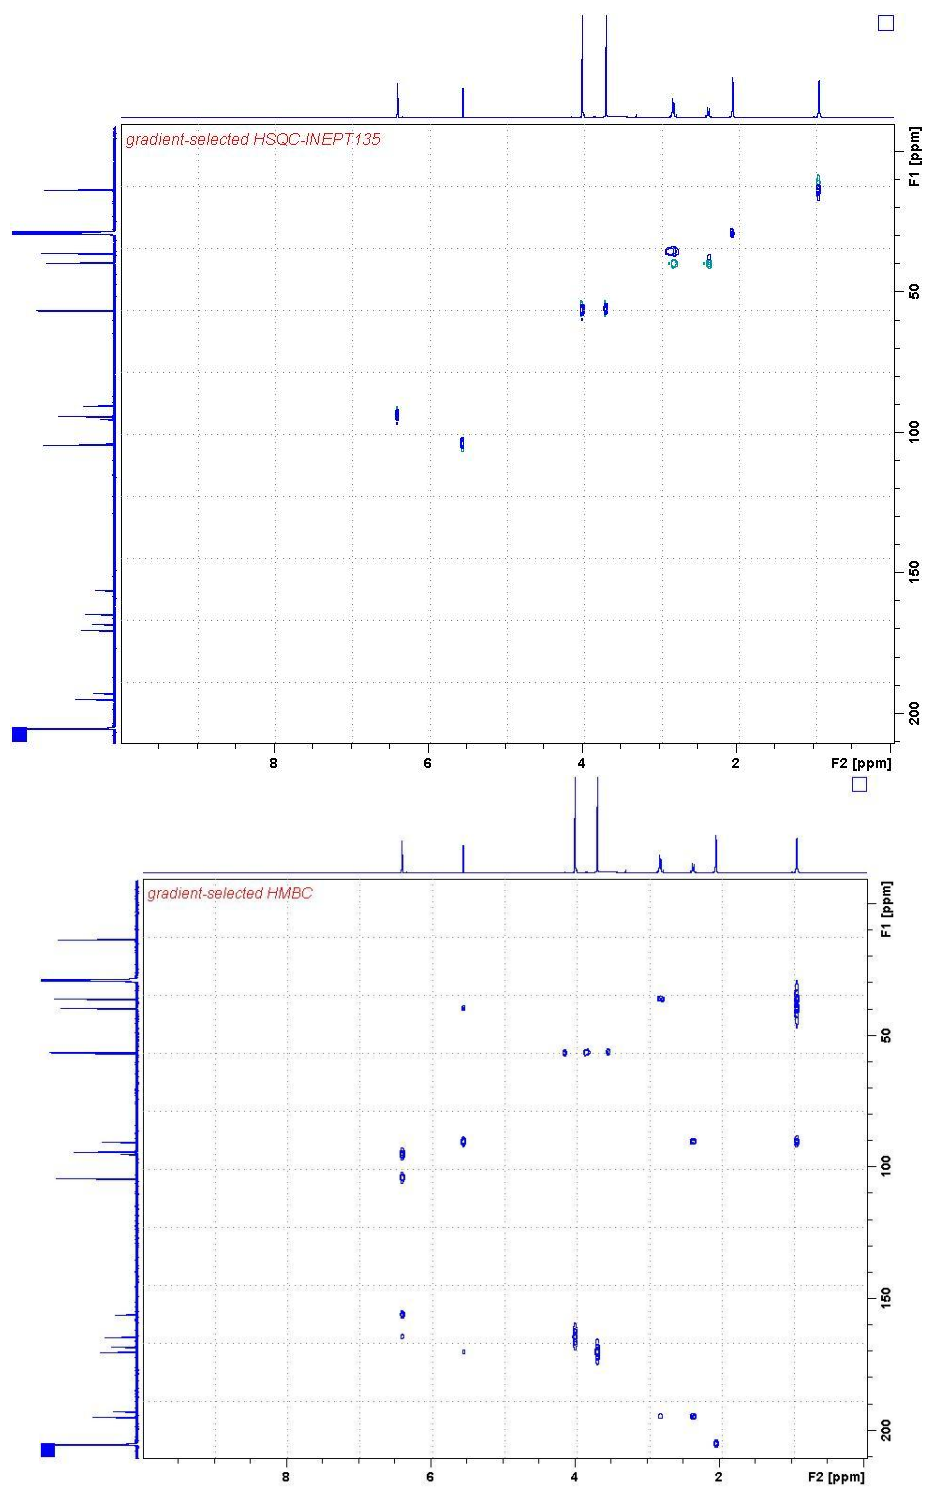 gradient-selected HSQC-INEPT135
F1 [ppm]
50
100
150
200
8 6 4 2 F2 [ppm]
gradient-selected HMBC
F1 [ppm]
50
100
150
200
8 6 4 2 F2 [ppm]